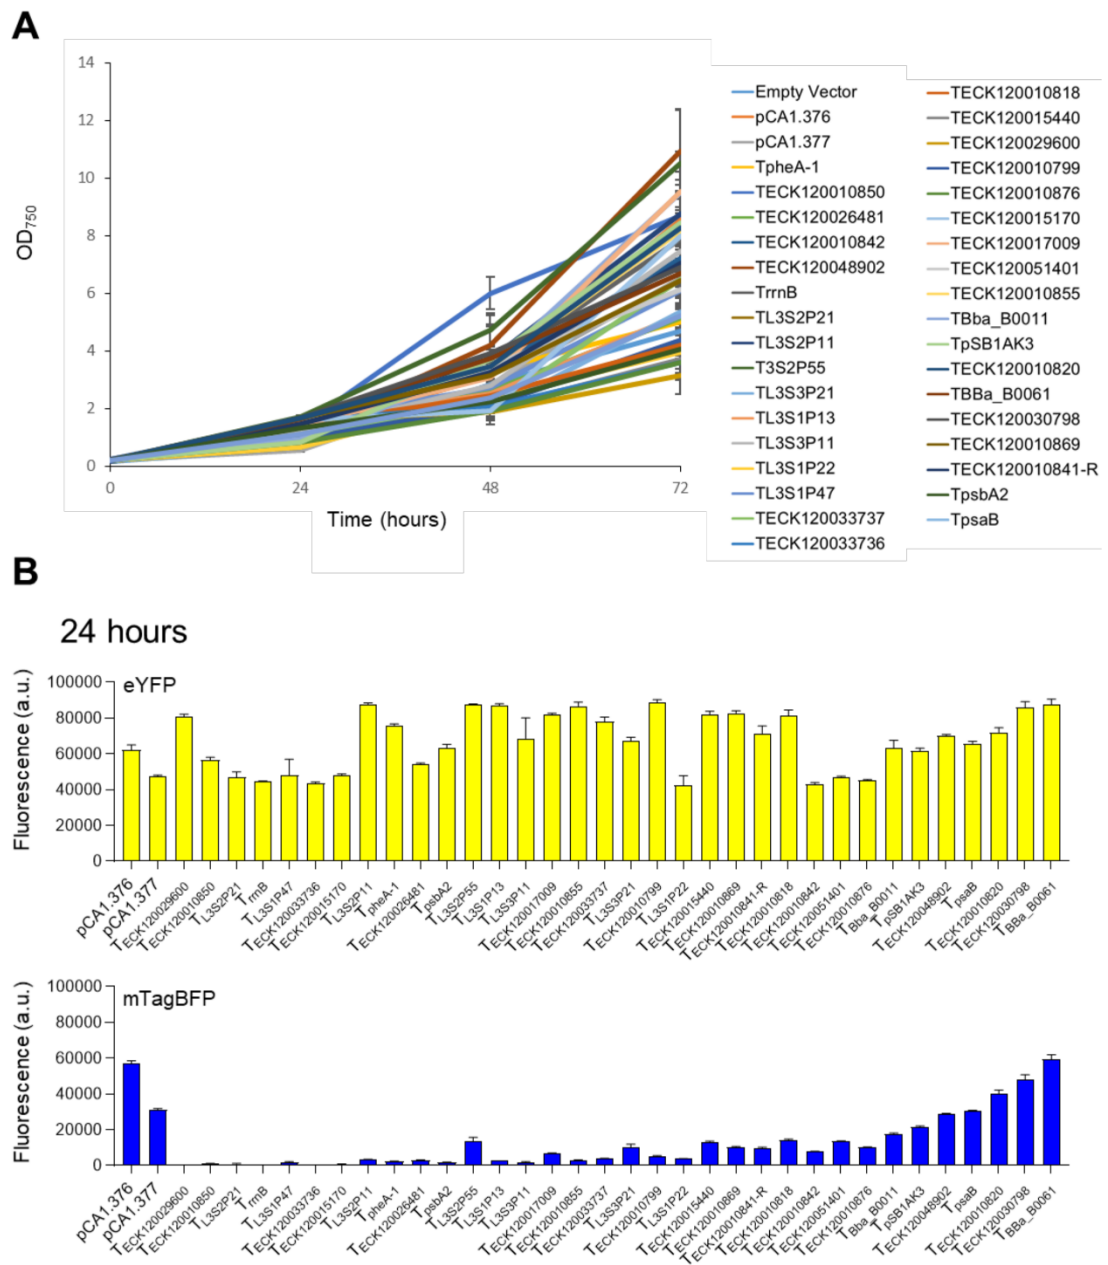 A
14
12
10
8
6
4
2
0
OD750
0 24 48 72
Time (hours)
Empty Vector
pCA1.376
pCA1.377
TpheA-1
TECK120010850
TECK120026481
TECK120010842
TECK120048902
TrrnB
TL3S2P21
TL3S2P11
T3S2P55
TL3S3P21
TL3S1P13
TL3S3P11
TL3S1P22
TL3S1P47
TECK120033737
TECK120033736
TECK120010818
TECK120015440
TECK120029600
TECK120010799
TECK120010876
TECK120015170
TECK120017009
TECK120051401
TECK120010855
TBba_B0011
TpSB1AK3
TECK120010820
TBBa_B0061
TECK120030798
TECK120010869
TECK120010841-R
TpsbA2
TpsaB
B
24 hours
Fluorescence (a.u.)
eYFP
100000
80000
60000
40000
20000
0
pCA1.376
pCA1.377
TECK120029600
TECK120010850
TL3S2P21
TrrnB
TL3S1P47
TECK120033736
TECK120015170
TL3S2P11
TpheA-1
TECK120026481
TpsbA2
TL3S2P55
TL3S1P13
TL3S3P11
TECK120017009
TECK120010855
TECK120033737
TL3S3P21
TECK120010799
TL3S1P22
TECK120015440
TECK120010869
TECK120010841-R
TECK120010818
TECK120010842
TECK120051401
TECK120010876
TBba_B0011
TpSB1AK3
TECK120048902
TpsaB
TECK120010820
TECK120030798
TBBa_B0061
Fluorescence (a.u.)
mTagBFP
100000
80000
60000
40000
20000
0
pCA1.376
pCA1.377
TECK120029600
TECK120010850
TL3S2P21
TrrnB
TL3S1P47
TECK120033736
TECK120015170
TL3S2P11
TpheA-1
TECK120026481
TpsbA2
TL3S2P55
TL3S1P13
TL3S3P11
TECK120017009
TECK120010855
TECK120033737
TL3S3P21
TECK120010799
TL3S1P22
TECK120015440
TECK120010869
TECK120010841-R
TECK120010818
TECK120010842
TECK120051401
TECK120010876
TBba_B0011
TpSB1AK3
TECK120048902
TpsaB
TECK120010820
TECK120030798
TBBa_B0061